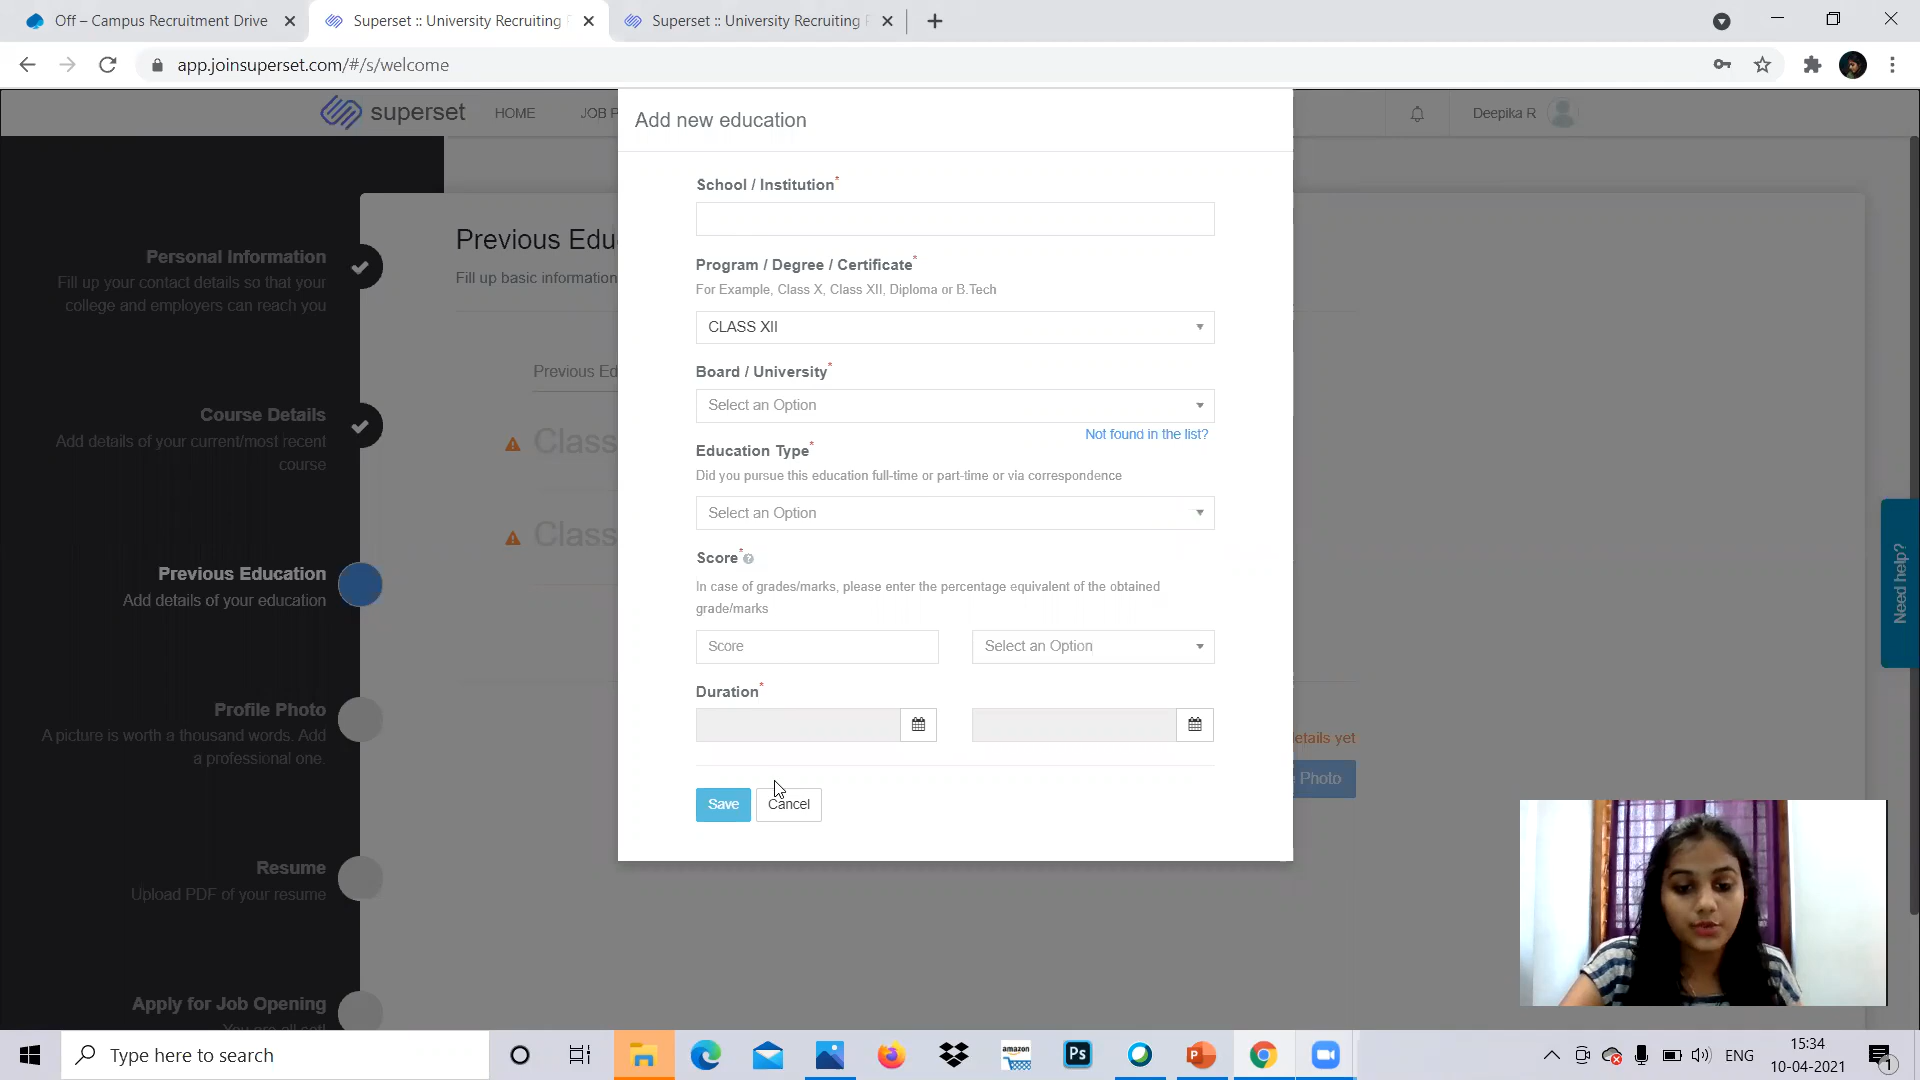 Off – Campus Recruitment Drive
Superset :: University Recruiting
Superset :: University Recruiting
app.joinsuperset.com/#/s/welcome
superset
HOME
JOB P
Deepika R
Add new education
School / Institution*
Program / Degree / Certificate*
For Example, Class X, Class XII, Diploma or B.Tech
CLASS XII
Board / University*
Select an Option
Not found in the list?
Education Type*
Did you pursue this education full-time or part-time or via correspondence
Select an Option
Score*
In case of grades/marks, please enter the percentage equivalent of the obtained
grade/marks
Score
Select an Option
Duration*
Save
Cancel
Personal Information
Fill up your contact details so that your
college and employers can reach you
Course Details
Add details of your current/most recent
course
Previous Education
Add details of your education
Profile Photo
A picture is worth a thousand words. Add
a professional one.
Resume
Upload PDF of your resume
Apply for Job Opening
You are all set!
Previous Edu
Fill up basic information
Previous Ed
Class
Class
etails yet
Photo
Need help?
Type here to search
amazon
Ps
ENG
15:34
10-04-2021
1